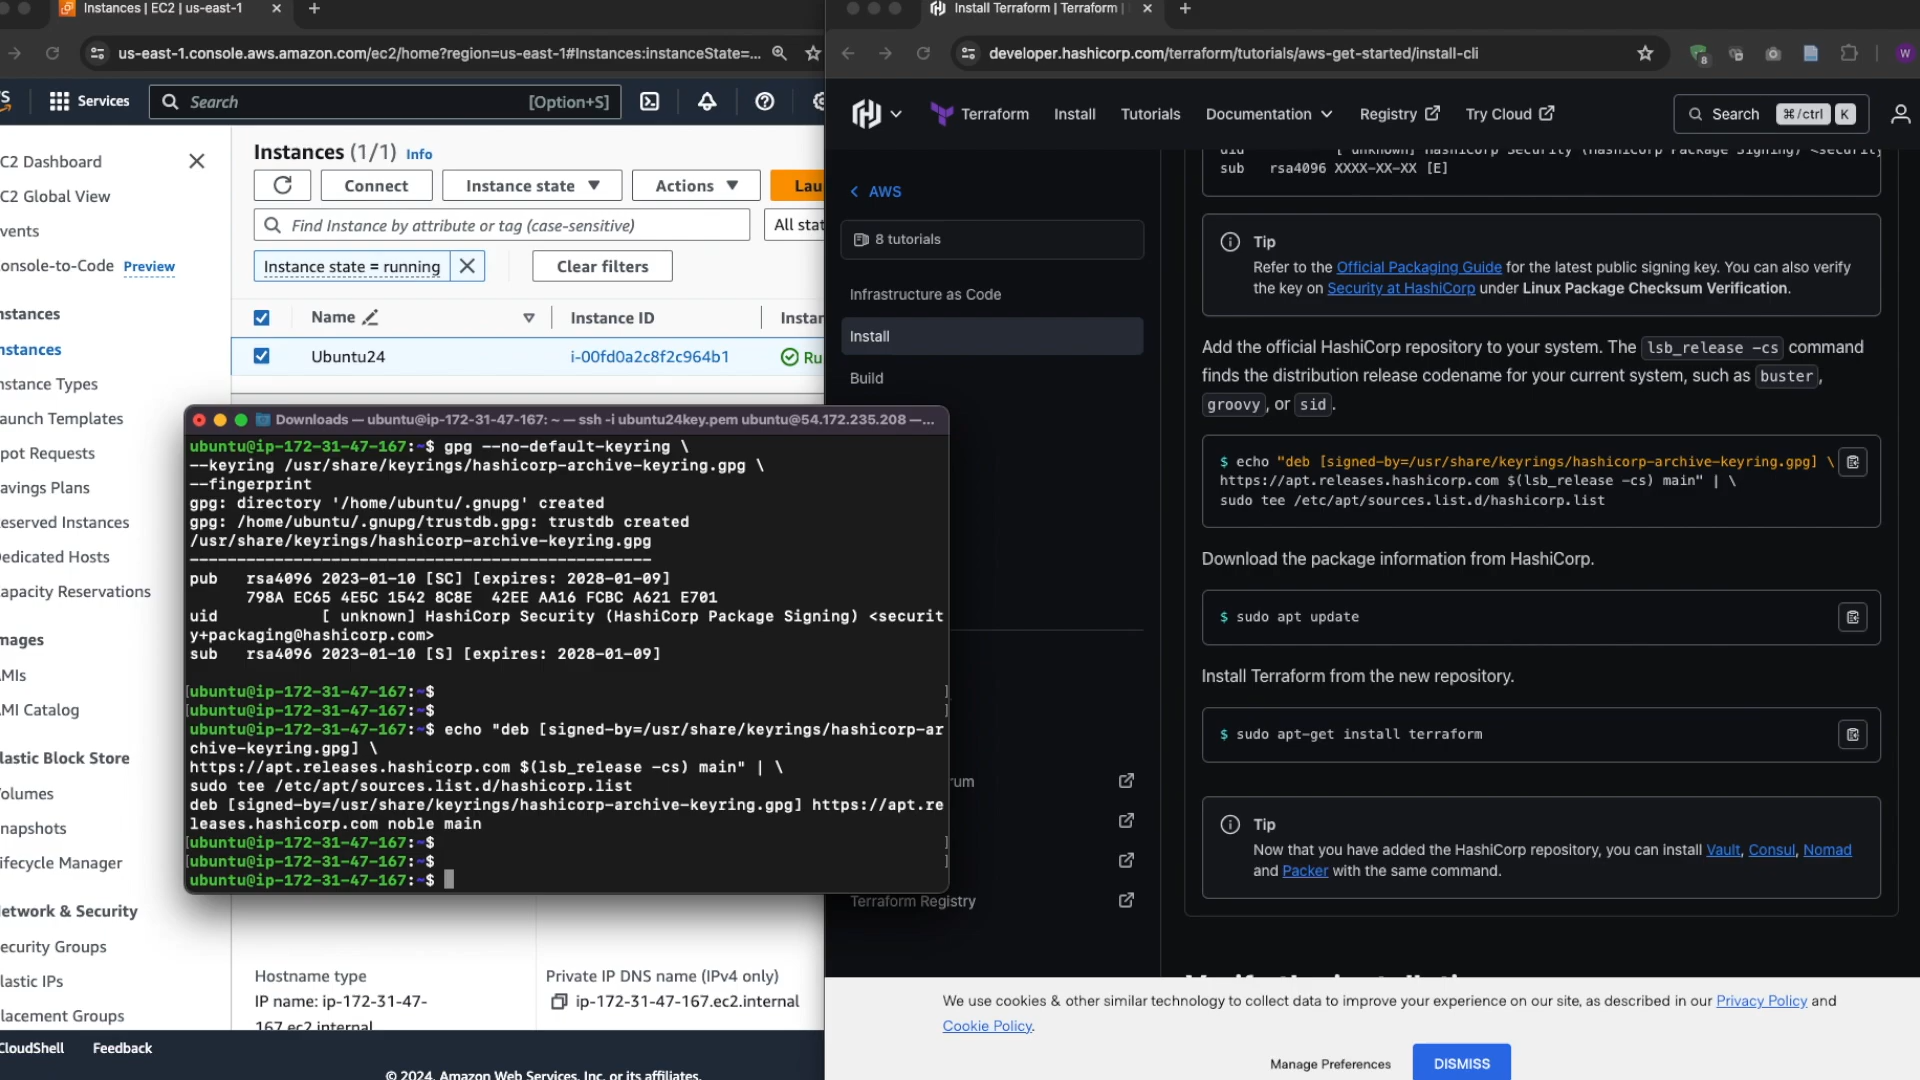 Instances | EC2 | us-east-1
us-east-1.console.aws.amazon.com/ec2/home?region=us-east-1#Instances:instanceState=...
Services
Search
[Option+S]
C2 Dashboard
C2 Global View
vents
onsole-to-Code Preview
nstances
nstances
nstance Types
aunch Templates
pot Requests
avings Plans
eserved Instances
edicated Hosts
apacity Reservations
mages
MIs
MI Catalog
lastic Block Store
olumes
napshots
ifecycle Manager
etwork & Security
ecurity Groups
lastic IPs
lacement Groups
CloudShell
Feedback
Instances (1/1) Info
Connect
Instance state
Actions
Lau
Find Instance by attribute or tag (case-sensitive)
All stat
Instance state = running
Clear filters
Name
Instance ID
Instan
Ubuntu24
i-00fd0a2c8f2c964b1
Ru
Downloads — ubuntu@ip-172-31-47-167: ~ — ssh -i ubuntu24key.pem ubuntu@54.172.235.208 —...
ubuntu@ip-172-31-47-167:~$ gpg --no-default-keyring \
--keyring /usr/share/keyrings/hashicorp-archive-keyring.gpg \
--fingerprint
gpg: directory '/home/ubuntu/.gnupg' created
gpg: /home/ubuntu/.gnupg/trustdb.gpg: trustdb created
/usr/share/keyrings/hashicorp-archive-keyring.gpg
-------------------------------------------------
pub   rsa4096 2023-01-10 [SC] [expires: 2028-01-09]
      798A EC65 4E5C 1542 8C8E  42EE AA16 FCBC A621 E701
uid           [ unknown] HashiCorp Security (HashiCorp Package Signing) <securit
y+packaging@hashicorp.com>
sub   rsa4096 2023-01-10 [S] [expires: 2028-01-09]
[ubuntu@ip-172-31-47-167:~$ ]
[ubuntu@ip-172-31-47-167:~$ ]
ubuntu@ip-172-31-47-167:~$ echo "deb [signed-by=/usr/share/keyrings/hashicorp-ar
chive-keyring.gpg] \
https://apt.releases.hashicorp.com $(lsb_release -cs) main" | \
sudo tee /etc/apt/sources.list.d/hashicorp.list
deb [signed-by=/usr/share/keyrings/hashicorp-archive-keyring.gpg] https://apt.re
leases.hashicorp.com noble main
[ubuntu@ip-172-31-47-167:~$ ]
[ubuntu@ip-172-31-47-167:~$ ]
ubuntu@ip-172-31-47-167:~$
Hostname type
IP name: ip-172-31-47-
167.ec2.internal
Private IP DNS name (IPv4 only)
ip-172-31-47-167.ec2.internal
© 2024, Amazon Web Services, Inc. or its affiliates.
Install Terraform | Terraform |
developer.hashicorp.com/terraform/tutorials/aws-get-started/install-cli
8
W
Terraform
Install
Tutorials
Documentation
Registry
Try Cloud
Search
⌘/ctrl
K
AWS
8 tutorials
Infrastructure as Code
Install
Build
rum
Terraform Registry
uid           [ unknown] HashiCorp Security (HashiCorp Package Signing) <security
sub   rsa4096 XXXX-XX-XX [E]
Tip
Refer to the Official Packaging Guide for the latest public signing key. You can also verify
the key on Security at HashiCorp under Linux Package Checksum Verification.
Add the official HashiCorp repository to your system. The lsb_release -cs command
finds the distribution release codename for your current system, such as buster,
groovy, or sid.
$ echo "deb [signed-by=/usr/share/keyrings/hashicorp-archive-keyring.gpg] \
https://apt.releases.hashicorp.com $(lsb_release -cs) main" | \
sudo tee /etc/apt/sources.list.d/hashicorp.list
Download the package information from HashiCorp.
$ sudo apt update
Install Terraform from the new repository.
$ sudo apt-get install terraform
Tip
Now that you have added the HashiCorp repository, you can install Vault, Consul, Nomad
and Packer with the same command.
We use cookies & other similar technology to collect data to improve your experience on our site, as described in our Privacy Policy and
Cookie Policy.
Manage Preferences
DISMISS